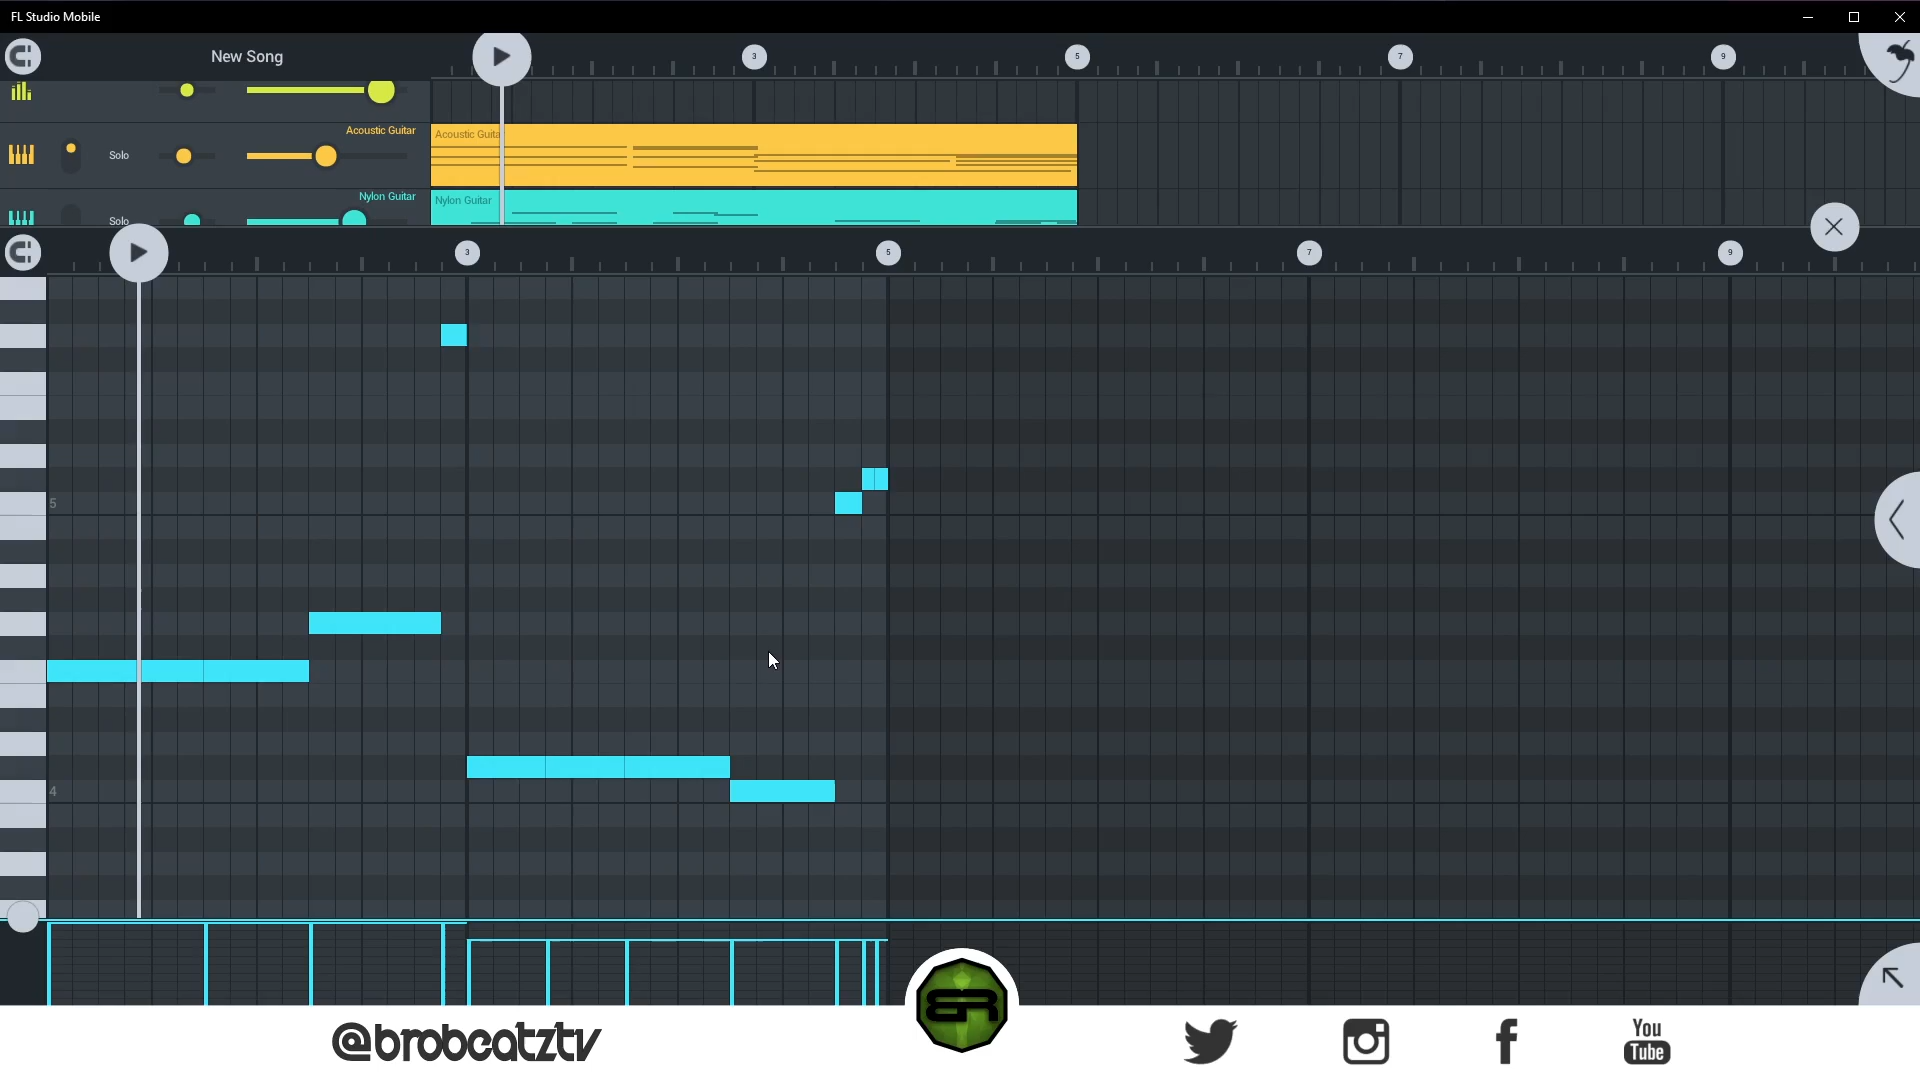 FL Studio Mobile
New Song
3
5
7
9
Acoustic Guitar
Acoustic Guita
Solo
Nylon Guitar
Nylon Guitar
Solo
3
5
7
9
5
4
BR
@brobeatztv
You
Tube